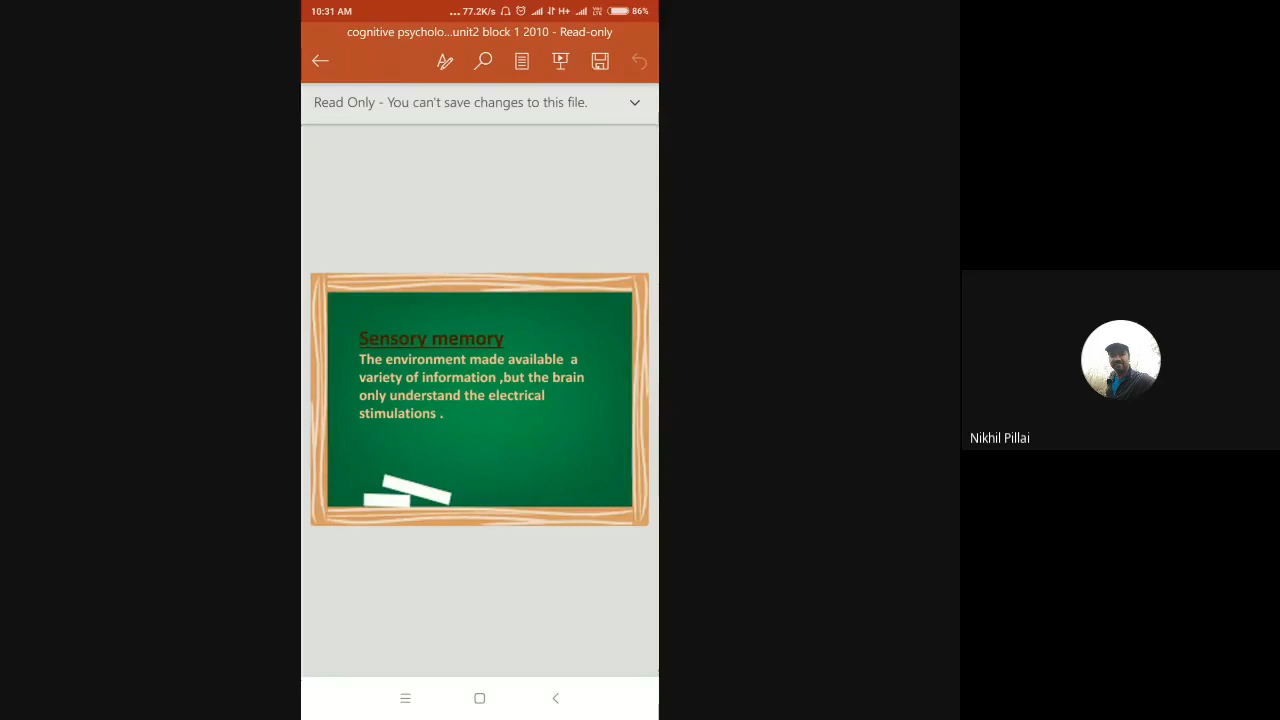 10:31 AM ... 77.2K/s H+ VoLTE 86%
cognitive psycholo...unit2 block 1 2010 - Read-only
Read Only - You can't save changes to this file.
Sensory memory
The environment made available a
variety of information ,but the brain
only understand the electrical
stimulations .
Nikhil Pillai